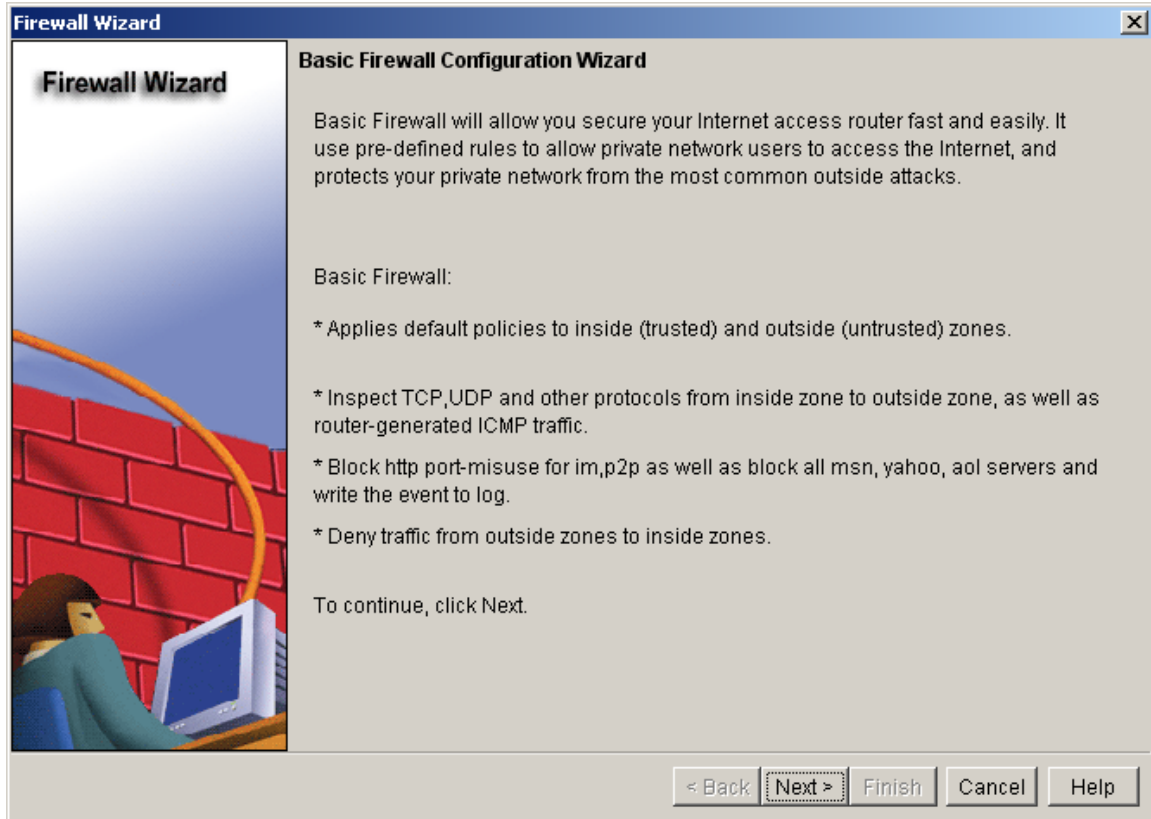 Firewall Wizard
Firewall Wizard
Basic Firewall Configuration Wizard
Basic Firewall will allow you secure your Internet access router fast and easily. It
use pre-defined rules to allow private network users to access the Internet, and
protects your private network from the most common outside attacks.
Basic Firewall:
* Applies default policies to inside (trusted) and outside (untrusted) zones.
* Inspect TCP,UDP and other protocols from inside zone to outside zone, as well as
router-generated ICMP traffic.
* Block http port-misuse for im,p2p as well as block all msn, yahoo, aol servers and
write the event to log.
* Deny traffic from outside zones to inside zones.
To continue, click Next.
< Back Next > Finish Cancel Help